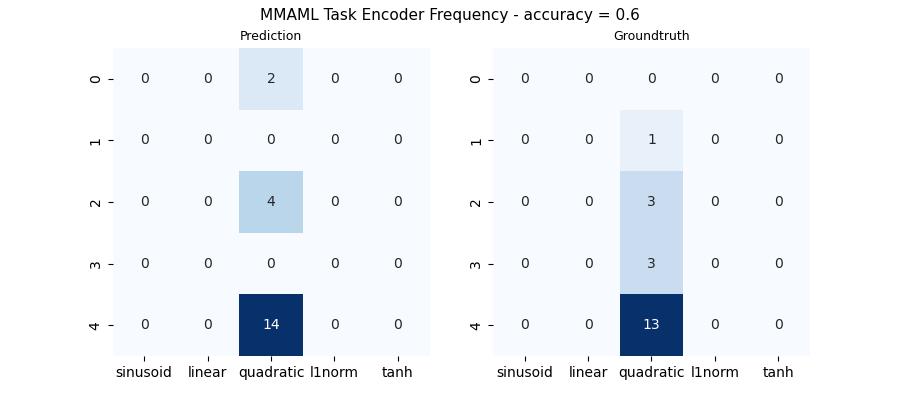 MMAML Task Encoder Frequency - accuracy = 0.6
Prediction
0 0 0 2 0 0
1 0 0 0 0 0
2 0 0 4 0 0
3 0 0 0 0 0
4 0 0 14 0 0
sinusoid linear quadratic l1norm tanh
Groundtruth
0 0 0 0 0 0
1 0 0 1 0 0
2 0 0 3 0 0
3 0 0 3 0 0
4 0 0 13 0 0
sinusoid linear quadratic l1norm tanh